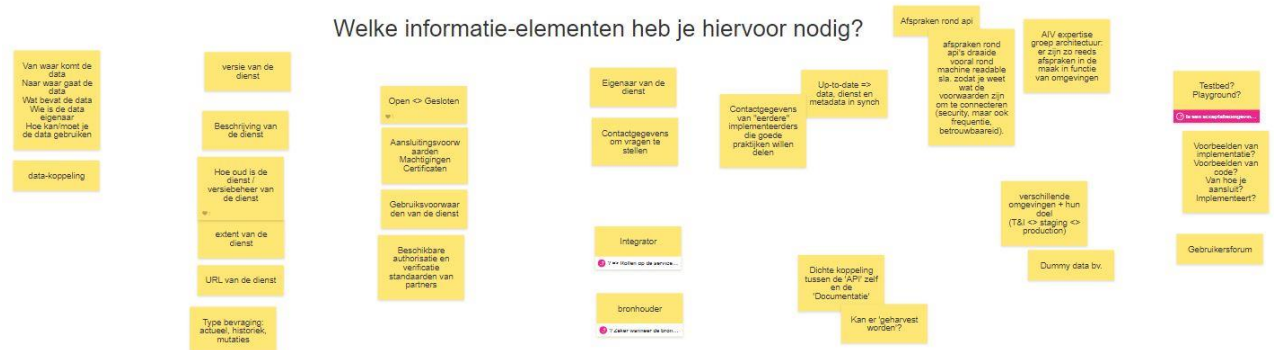 Welke informatie-elementen heb je hiervoor nodig?
Van waar komt de
data
Naar waar gaat de
data
Wat bevat de data
Wie is de data
eigenaar
Hoe kan/moet je
de data gebruiken
data-koppeling
versie van de
dienst
Beschrijving van
de dienst
Hoe oud is de
dienst /
versiebeheer van
de dienst
extent van de
dienst
URL van de dienst
Type bevraging:
actueel, historiek,
mutaties
Open <> Gesloten
Aansluitingsvoorw
aarden
Machtigingen
Certificaten
Gebruiksvoorwaar
den van de dienst
Beschikbare
authorisatie en
verificatie
standaarden van
partners
Eigenaar van de
dienst
Contactgegevens
om vragen te
stellen
Integrator
? => Rollen op de service...
bronhouder
Contactgegevens
van "eerdere"
implementeerders
die goede
praktijken willen
delen
Up-to-date =>
data, dienst en
metadata in synch
Dichte koppeling
tussen de 'API' zelf
en de
'Documentatie'
Kan er 'geharvest
worden'?
Afspraken rond api
afspraken rond
api's draaide
vooral rond
machine readable
sla. zodat je weet
wat de
voorwaarden zijn
om te connecteren
(security, maar ook
frequentie,
betrouwbaareid).
AIV expertise
groep architectuur:
er zijn zo reeds
afspraken in de
maak in functie
van omgevingen
verschillende
omgevingen + hun
doel
(T&I <> staging <>
production)
Dummy data bv.
Testbed?
Playground?
Voorbeelden van
implementatie?
Voorbeelden van
code?
Van hoe je
aansluit?
Implementeert?
Gebruikersforum